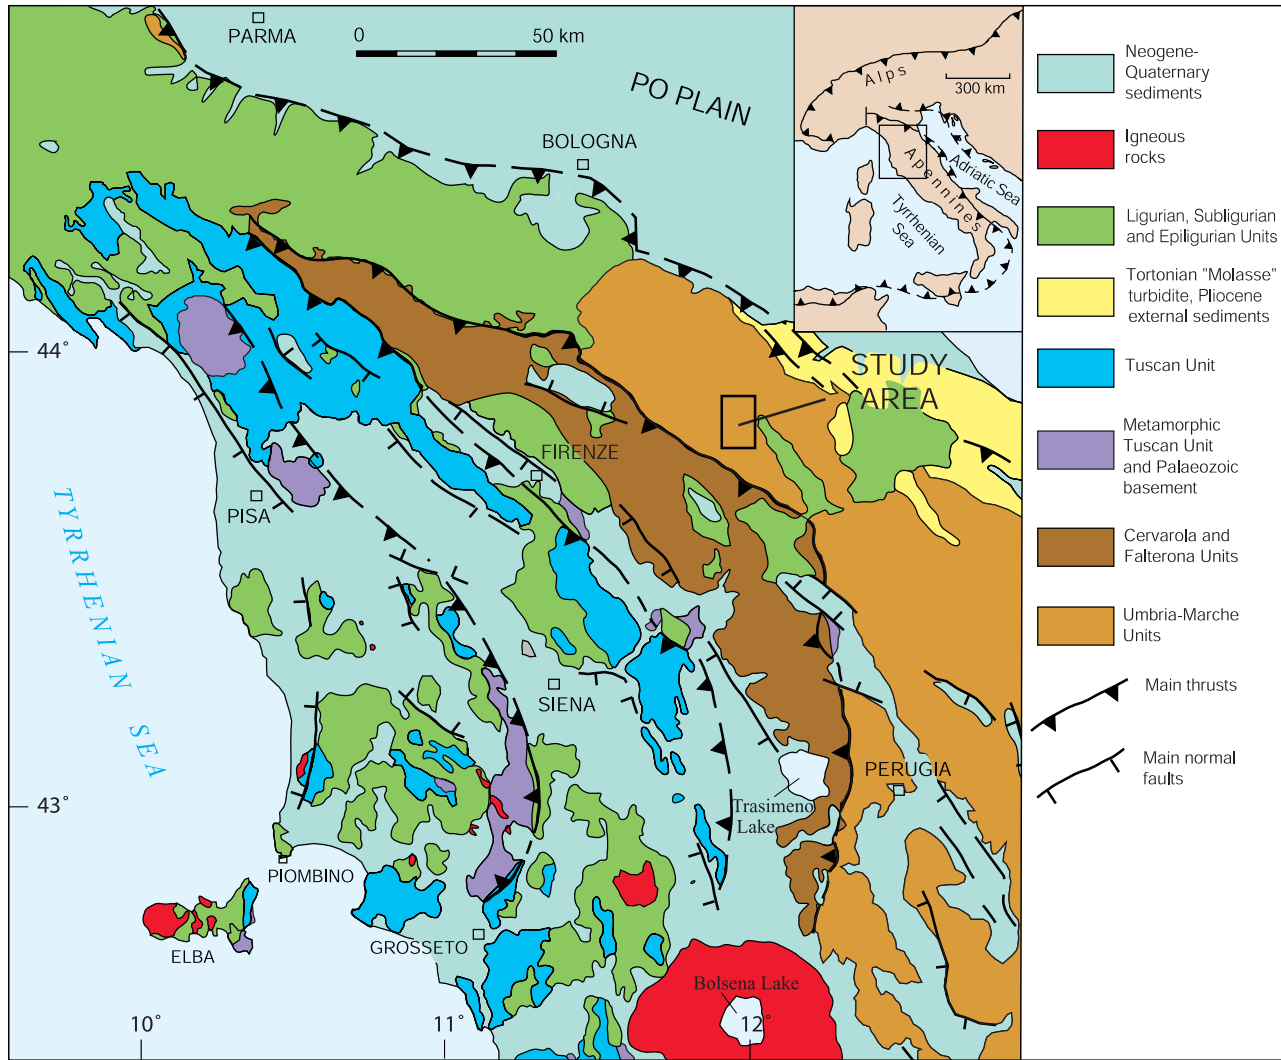 PARMA
0
50 km
PO PLAIN
BOLOGNA
Alps
300 km
Apennines
Adriatic Sea
Tyrrhenian
Sea
44°
STUDY
AREA
FIRENZE
PISA
TYRRHENIAN SEA
SIENA
43°
Trasimeno
Lake
PERUGIA
PIOMBINO
ELBA
GROSSETO
Bolsena Lake
10°
11°
12°
Neogene-
Quaternary
sediments
Igneous
rocks
Ligurian, Subligurian
and Epiligurian Units
Tortonian "Molasse"
turbidite, Pliocene
external sediments
Tuscan Unit
Metamorphic
Tuscan Unit
and Palaeozoic
basement
Cervarola and
Falterona Units
Umbria-Marche
Units
Main thrusts
Main normal
faults